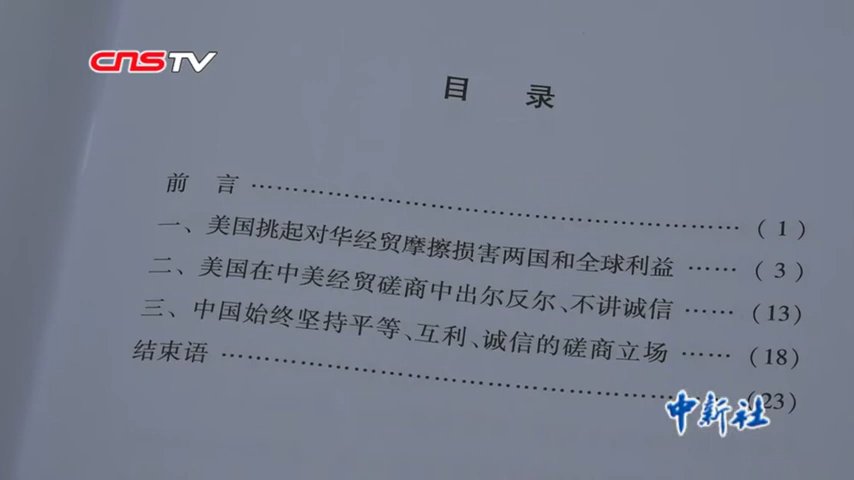 CNSTV
目 录
前 言 …………………………………………………… (1)
一、美国挑起对华经贸摩擦损害两国和全球利益 …… (3)
二、美国在中美经贸磋商中出尔反尔、不讲诚信 …… (13)
三、中国始终坚持平等、互利、诚信的磋商立场 …… (18)
结束语 …………………………………………………… (23)
中新社